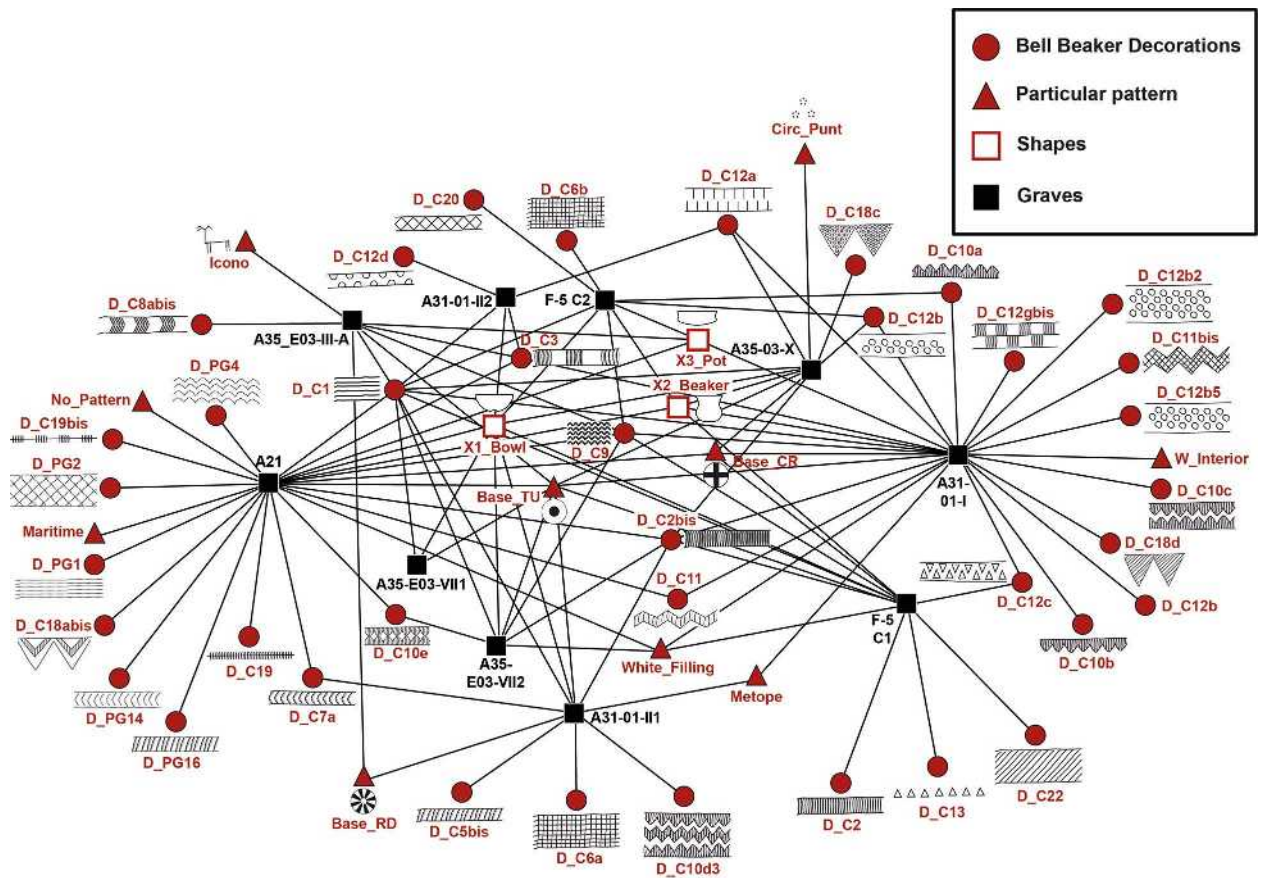 Bell Beaker Decorations
Particular pattern
Shapes
Graves
Circ_Punt
D_C12a
D_C6b
D_C20
D_C18c
D_C10a
Icono
D_C12d
D_C12b2
A31-01-II2
F-5 C2
D_C8abis
A35_E03-III-A
D_C12b
D_C12gbis
D_C11bis
D_C3
X3_Pot
A35-03-X
D_PG4
D_C1
X2_Beaker
D_C12b5
No_Pattern
D_C19bis
X1_Bowl
D_C9
Base_CR
W_Interior
A21
A31-
01-I
D_PG2
D_C10c
Base_TU
Maritime
D_C2bis
D_C18d
D_PG1
A35-E03-VII1
D_C11
D_C12c
D_C12b
D_C18abis
F-5
C1
D_C10e
A35-
E03-VII2
White_Filling
D_C10b
D_C19
Metope
D_PG14
D_C7a
A31-01-II1
D_PG16
D_C22
D_C13
Base_RD
D_C5bis
D_C2
D_C6a
D_C10d3